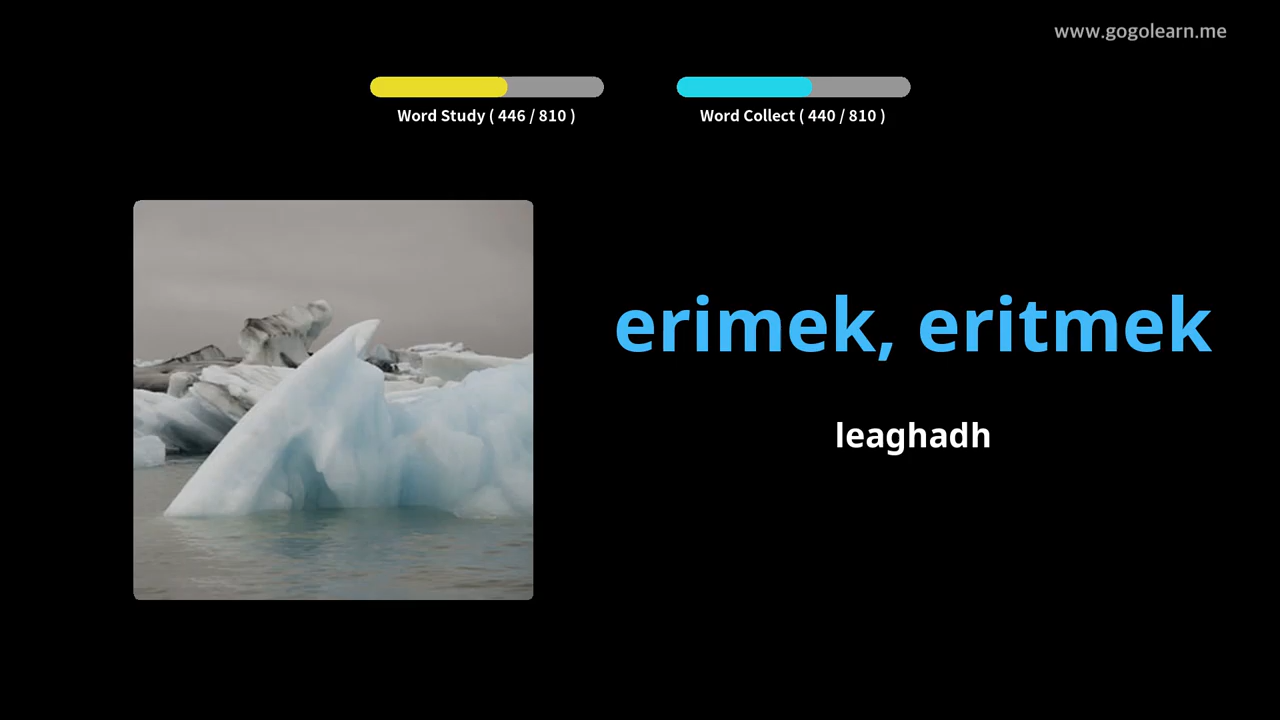 www.gogolearn.me
Word Study ( 446 / 810 )
Word Collect ( 440 / 810 )
erimek, eritmek
leaghadh